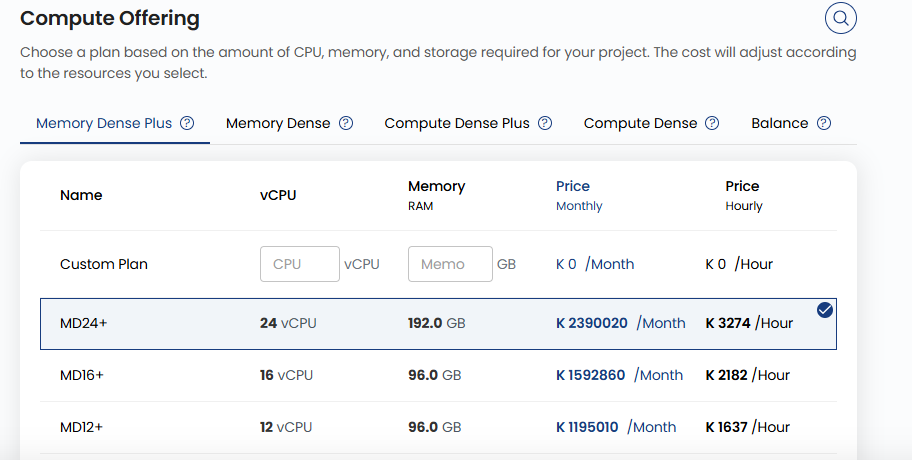 Compute Offering
Choose a plan based on the amount of CPU, memory, and storage required for your project. The cost will adjust according
to the resources you select.
Memory Dense Plus ? Memory Dense ? Compute Dense Plus ? Compute Dense ? Balance ?
Name vCPU Memory RAM Price Monthly Price Hourly
Custom Plan CPU vCPU Memo GB K 0 /Month K 0 /Hour
MD24+ 24 vCPU 192.0 GB K 2390020 /Month K 3274 /Hour
MD16+ 16 vCPU 96.0 GB K 1592860 /Month K 2182 /Hour
MD12+ 12 vCPU 96.0 GB K 1195010 /Month K 1637 /Hour